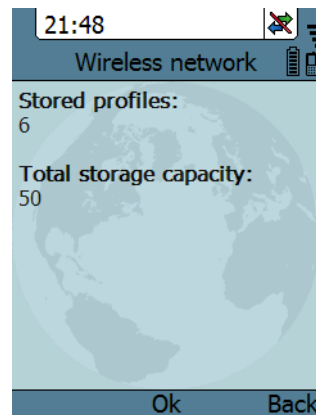 21:48
Wireless network
Stored profiles:
6
Total storage capacity:
50
Ok
Back